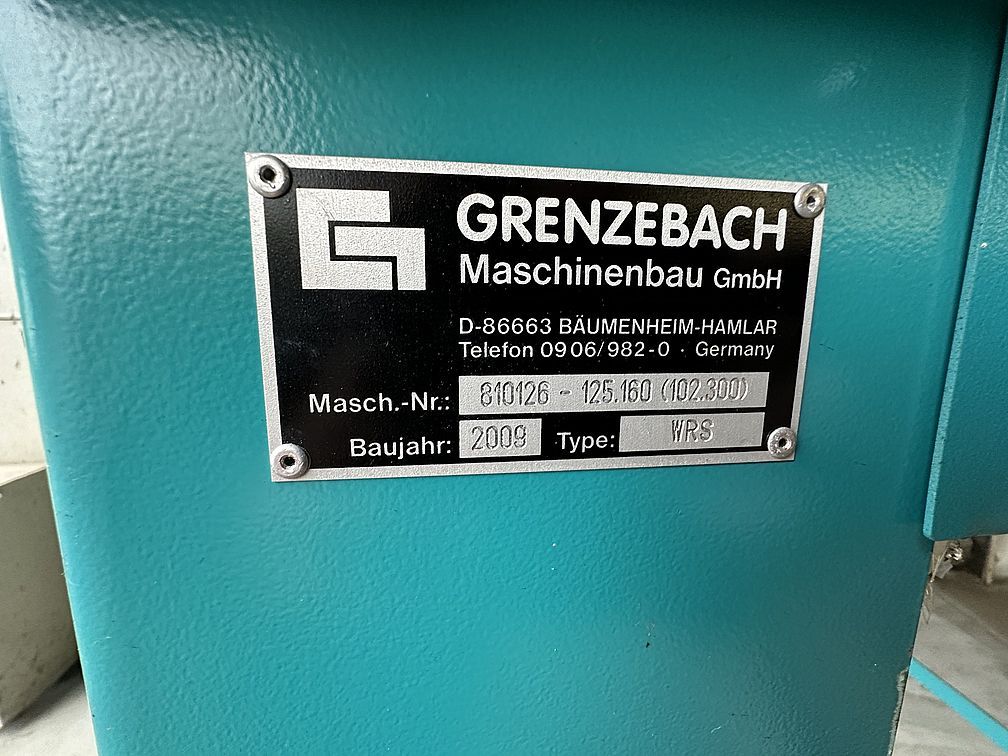 GRENZEBACH
Maschinenbau GmbH
D-86663 BÄUMENHEIM-HAMLAR
Telefon 0906/982-0 · Germany
Masch.-Nr.: 810126 - 125.160 (102.300)
Baujahr: 2009 Type: WRS